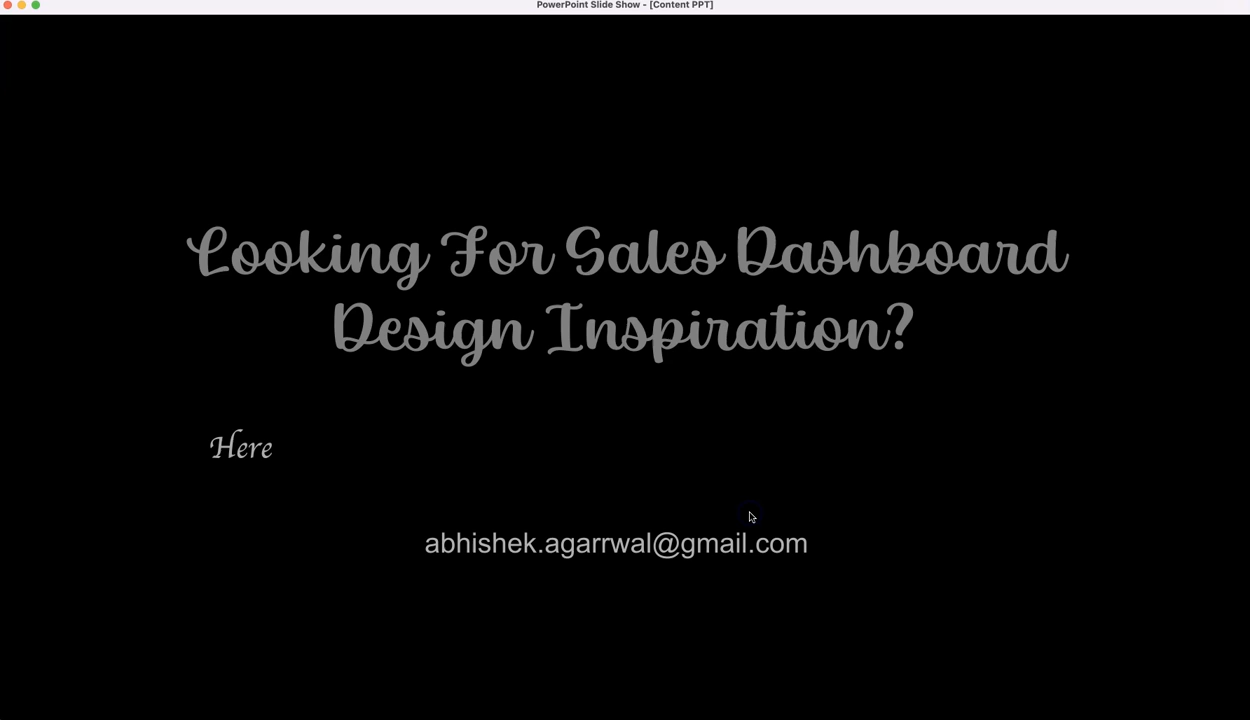 PowerPoint Slide Show - [Content PPT]
Looking For Sales Dashboard
Design Inspiration?
Here
abhishek.agarrwal@gmail.com